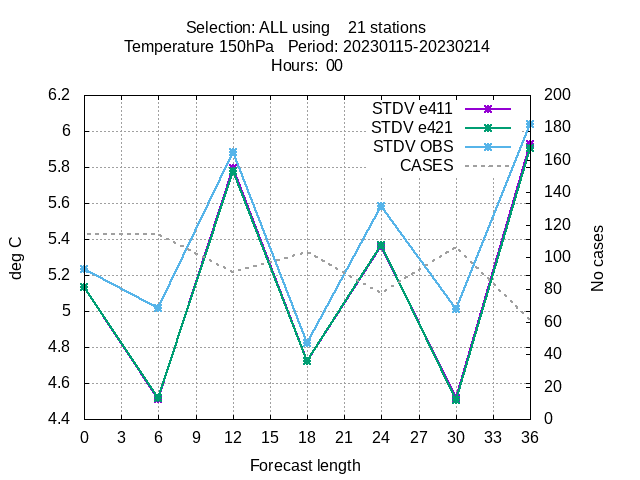 Selection: ALL using    21 stations
Temperature 150hPa   Period: 20230115-20230214
Hours:  00
STDV e411
STDV e421
STDV OBS
CASES
6.2
6
5.8
5.6
5.4
5.2
5
4.8
4.6
4.4
deg C
200
180
160
140
120
100
80
60
40
20
0
No cases
0 3 6 9 12 15 18 21 24 27 30 33 36
Forecast length